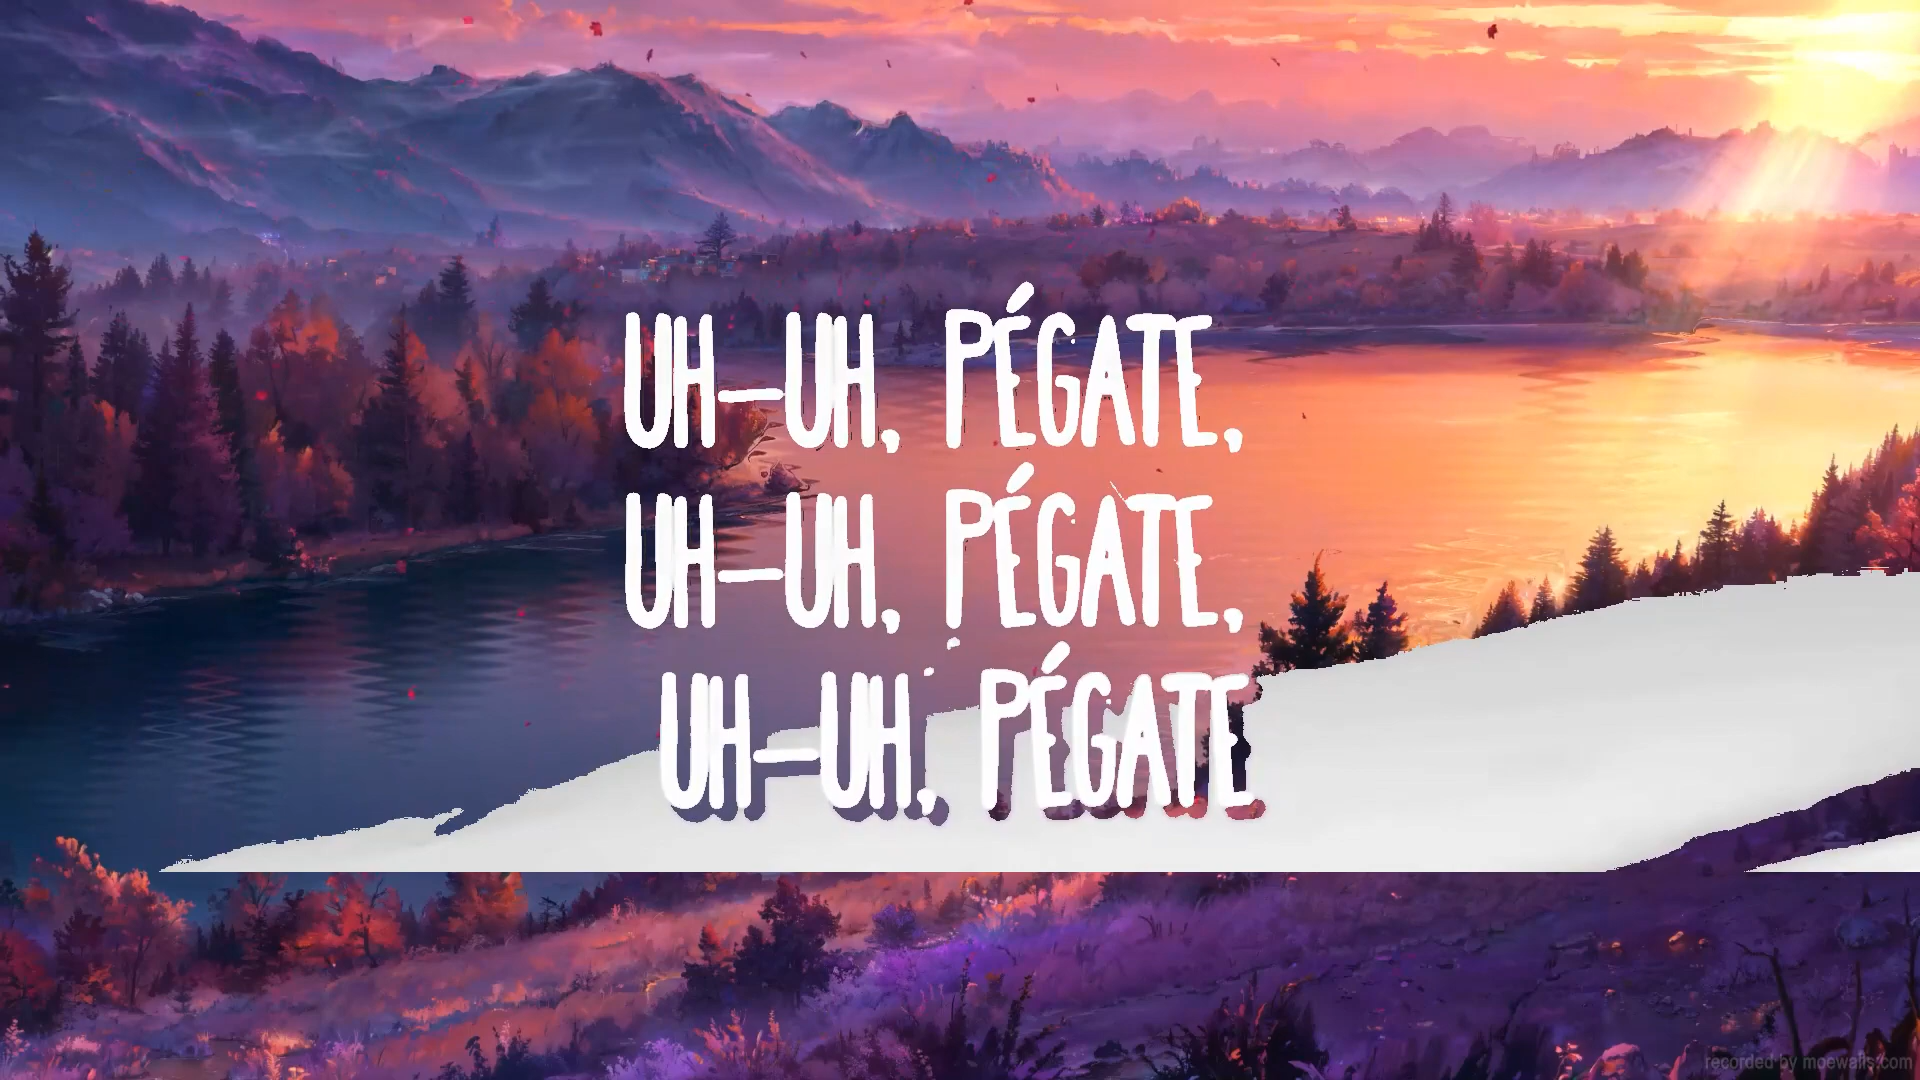 UH-UH, PÉGATE,
UH-UH, PÉGATE,
UH-UH, PÉGATE
recorded by moewalls.com